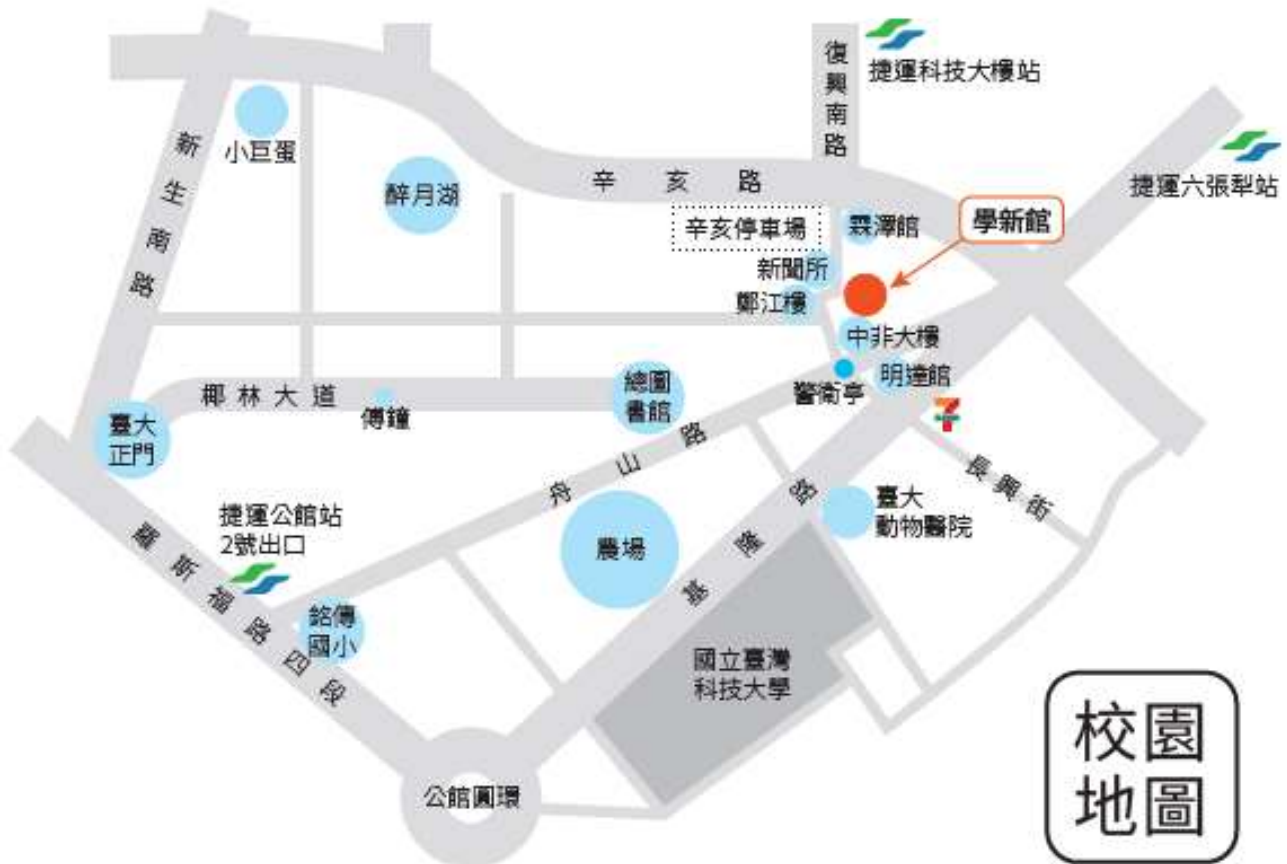 復興南路
捷運科技大樓站
新生南路
小巨蛋
醉月湖
辛亥路
捷運六張犁站
辛亥停車場
霖澤館
學新館
新聞所
鄭江樓
中非大樓
椰林大道
傅鐘
總圖
書館
警衛亭
明達館
7
臺大
正門
舟山路
長興街
捷運公館站
2號出口
農場
基隆路
臺大
動物醫院
羅斯福路四段
銘傳
國小
國立臺灣
科技大學
公館圓環
校園
地圖